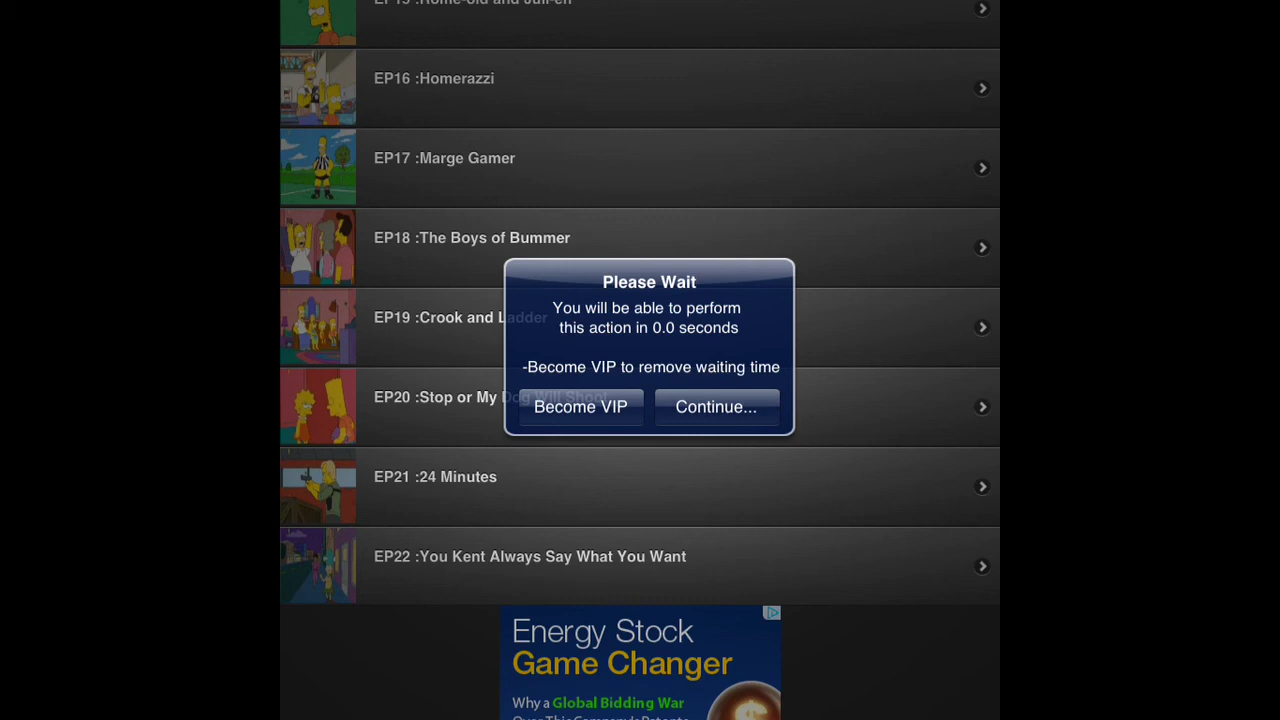 EP16 :Homerazzi
EP17 :Marge Gamer
EP18 :The Boys of Bummer
Please Wait
You will be able to perform
this action in 0.0 seconds
-Become VIP to remove waiting time
Become VIP
Continue...
EP19 :Crook and Ladder
EP20 :Stop or My Dog Will Shoot
EP21 :24 Minutes
EP22 :You Kent Always Say What You Want
Energy Stock
Game Changer
Why a Global Bidding War